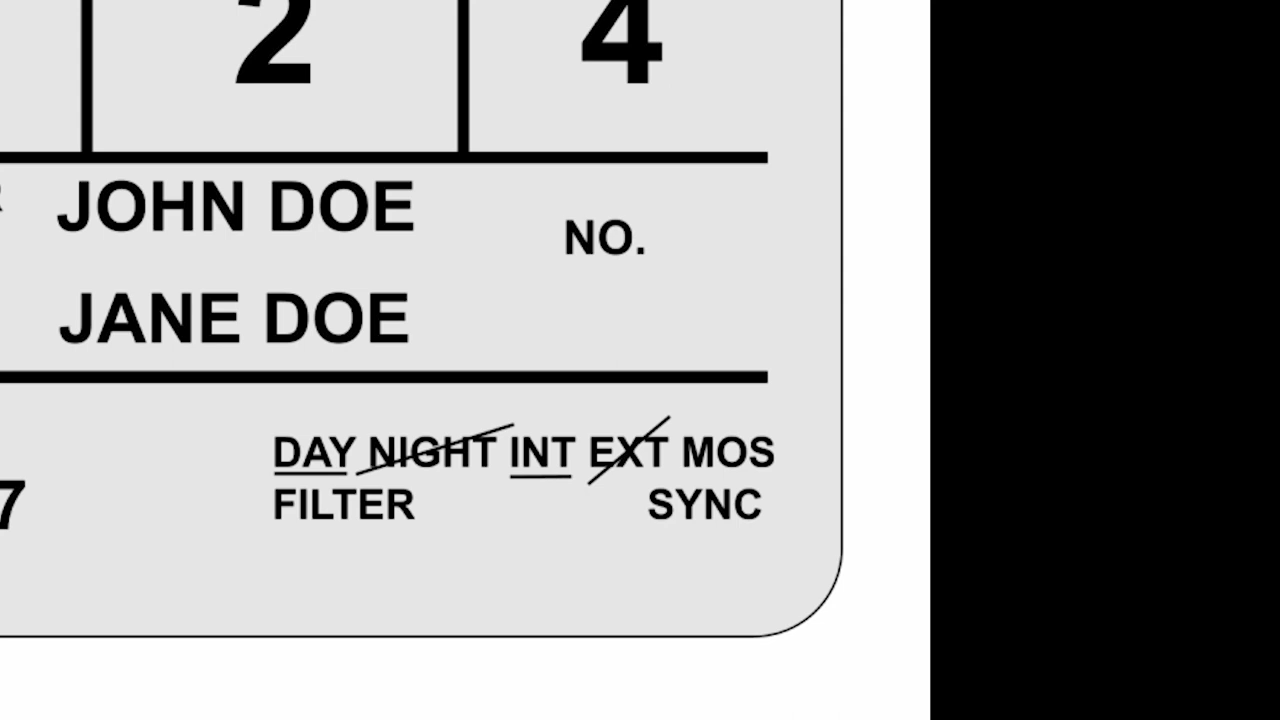 2 4
JOHN DOE
NO.
JANE DOE
DAY NIGHT INT EXT MOS
7
FILTER SYNC